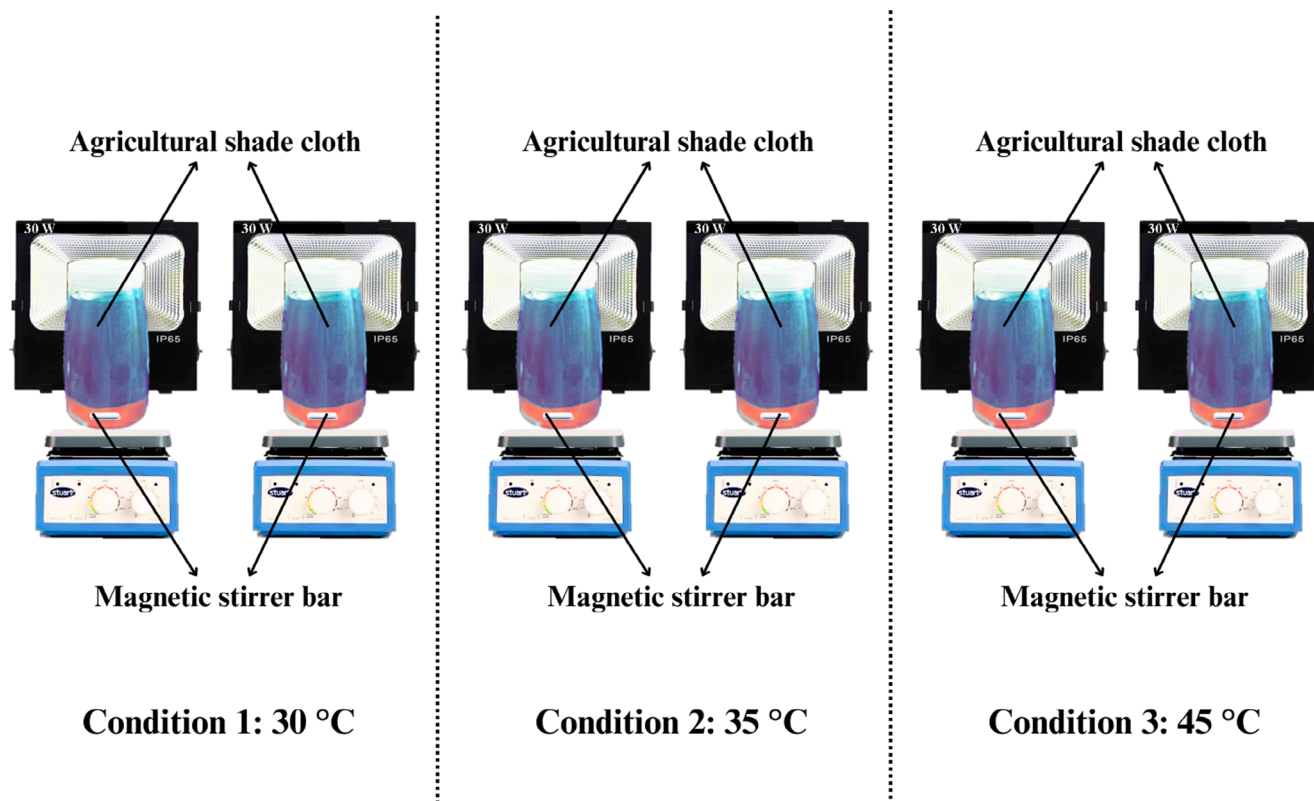 Agricultural shade cloth
Agricultural shade cloth
Agricultural shade cloth
30 W
30 W
30 W
30 W
30 W
30 W
IP65
IP65
IP65
IP65
IP65
IP65
stuart
stuart
stuart
stuart
stuart
stuart
Magnetic stirrer bar
Magnetic stirrer bar
Magnetic stirrer bar
Condition 1: 30 °C
Condition 2: 35 °C
Condition 3: 45 °C